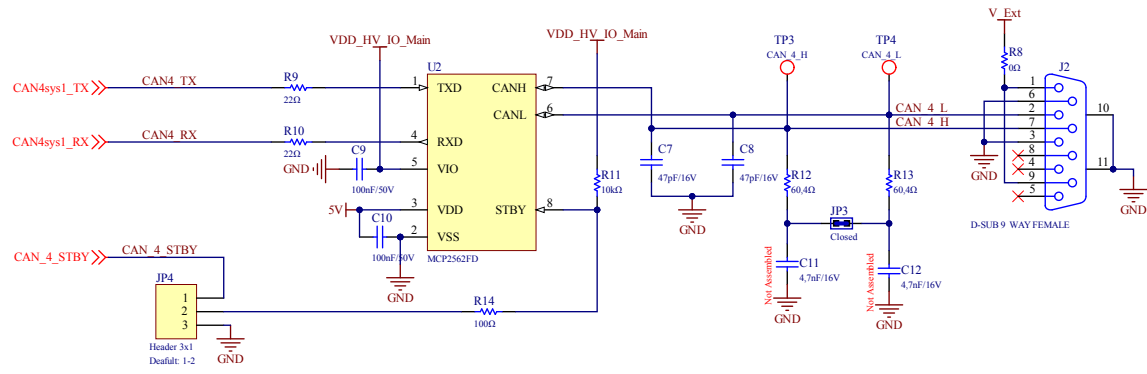 V_Ext
VDD_HV_IO_Main
VDD_HV_IO_Main
TP3
CAN_4_H
TP4
CAN_4_L
R8
0Ω
J2
U2
CAN4sys1_TX
CAN4_TX
R9
22Ω
1
TXD
CANH
7
CANL
6
CAN_4_L
CAN_4_H
CAN4sys1_RX
CAN4_RX
R10
22Ω
4
RXD
GND
C9
100nF/50V
5
VIO
5V
3
VDD
STBY
8
C10
100nF/50V
2
VSS
MCP2562FD
GND
R11
10kΩ
C7
47pF/16V
C8
47pF/16V
GND
R12
60,4Ω
R13
60,4Ω
JP3
Closed
Not Assembled
C11
4,7nF/16V
GND
Not Assembled
C12
4,7nF/16V
GND
1
6
2
7
3
8
4
9
5
10
11
GND
GND
D-SUB 9 WAY FEMALE
CAN_4_STBY
CAN_4_STBY
JP4
1
2
3
GND
Header 3x1
Deafult: 1-2
R14
100Ω